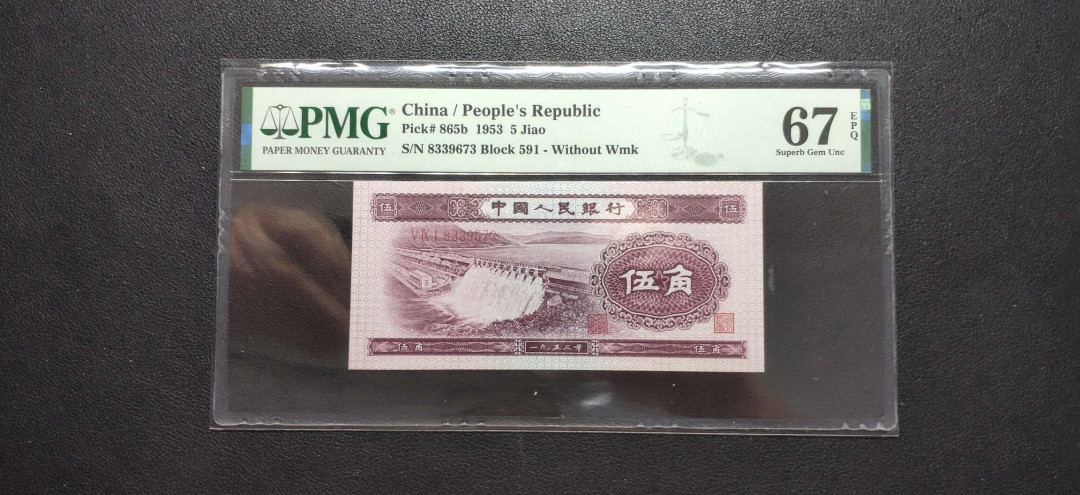 PMG®
PAPER MONEY GUARANTY
China / People's Republic
Pick# 865b 1953 5 Jiao
S/N 8339673 Block 591 - Without Wmk
67
EPQ
Superb Gem Unc
伍 中國人民銀行 伍
V IX I 8339673
伍角
伍角 一九五三年 伍角